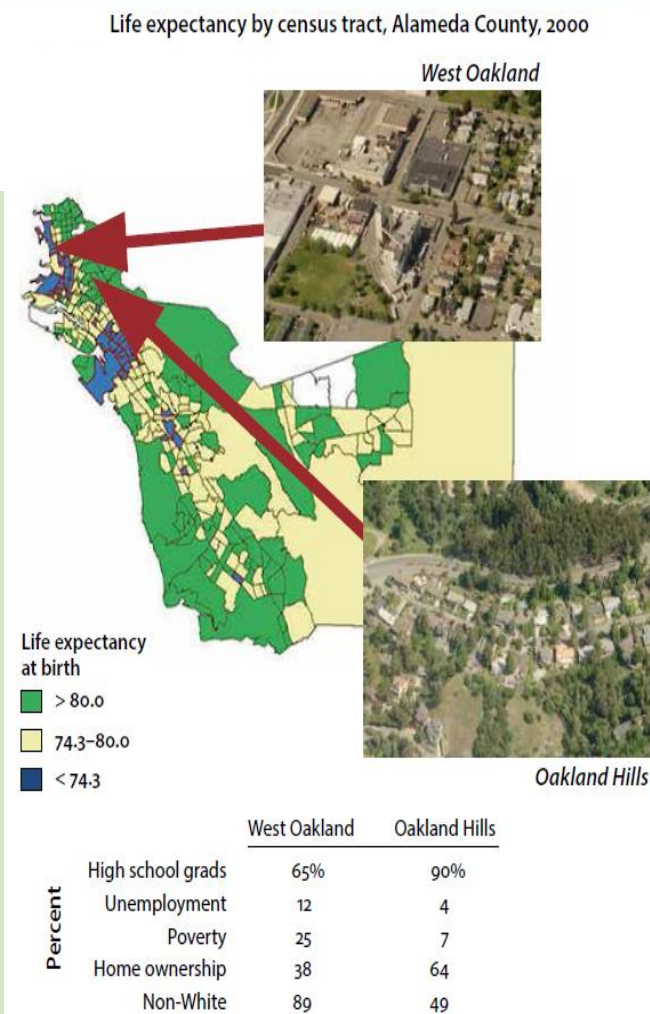 Life expectancy by census tract, Alameda County, 2000
West Oakland
Life expectancy
at birth
> 80.0
74.3–80.0
< 74.3
Oakland Hills
West Oakland Oakland Hills
Percent
High school grads 65% 90%
Unemployment 12 4
Poverty 25 7
Home ownership 38 64
Non-White 89 49